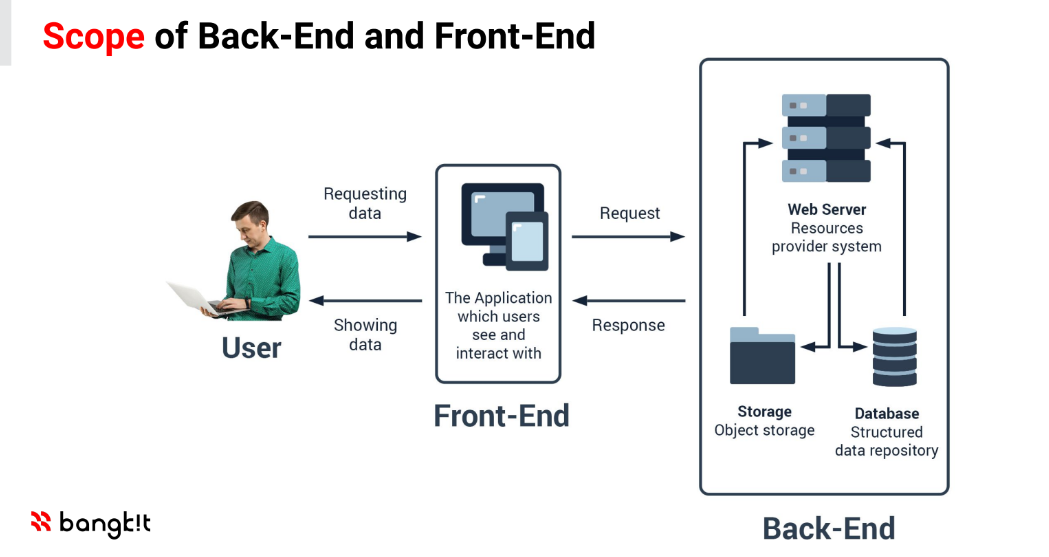 Scope of Back-End and Front-End
Requesting
data
Showing
data
User
The Application
which users
see and
interact with
Front-End
Request
Response
Web Server
Resources
provider system
Storage
Object storage
Database
Structured
data repository
Back-End
bangk!t